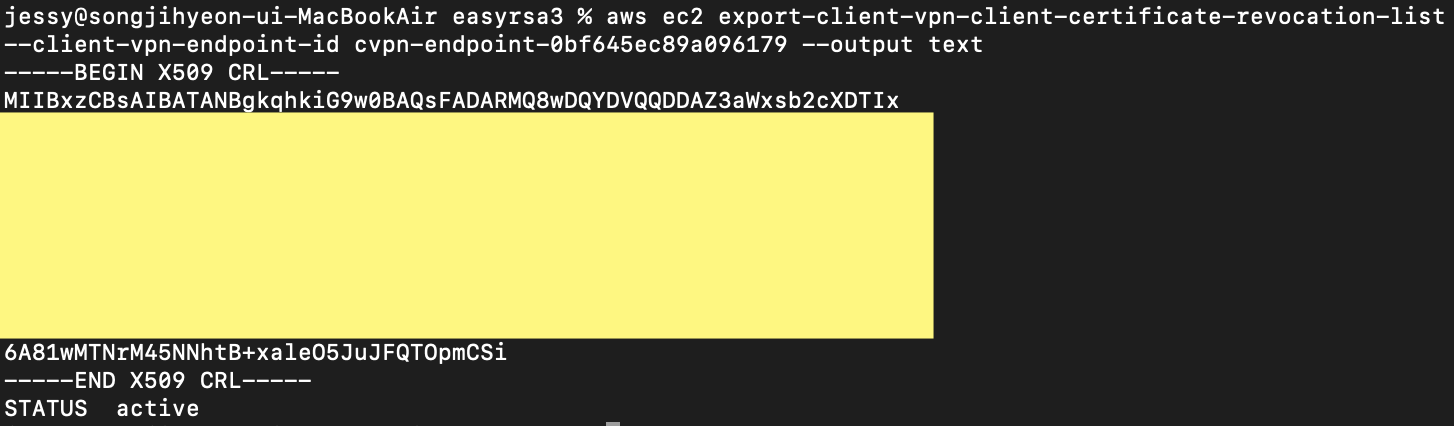 jessy@songjihyeon-ui-MacBookAir easyrsa3 % aws ec2 export-client-vpn-client-certificate-revocation-list
--client-vpn-endpoint-id cvpn-endpoint-0bf645ec89a096179 --output text
-----BEGIN X509 CRL-----
MIIBxzCBsAIBATANBgkqhkiG9w0BAQsFADARMQ8wDQYDVQQDDAZ3aWxsb2cXDTIx
6A81wMTNrM45NNhtB+xaleO5JuJFQTOpmCSi
-----END X509 CRL-----
STATUS  active